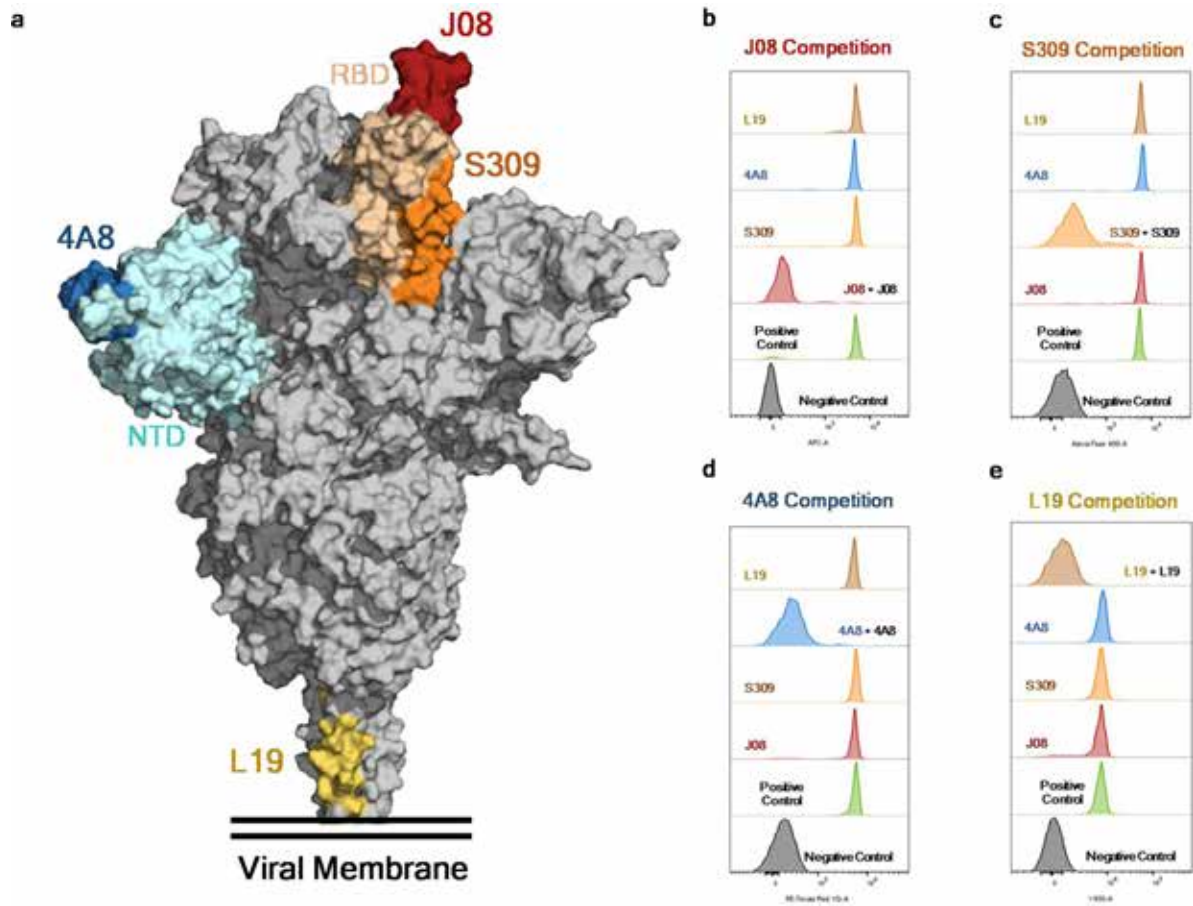 a
J08
RBD
S309
4A8
NTD
L19
Viral Membrane
b
J08 Competition
L19
4A8
S309
J08 + J08
Positive
Control
Negative Control
APC-A
c
S309 Competition
L19
4A8
S309 + S309
J08
Positive
Control
Negative Control
d
4A8 Competition
L19
4A8 + 4A8
S309
J08
Positive
Control
Negative Control
e
L19 Competition
L19 + L19
4A8
S309
J08
Positive
Control
Negative Control